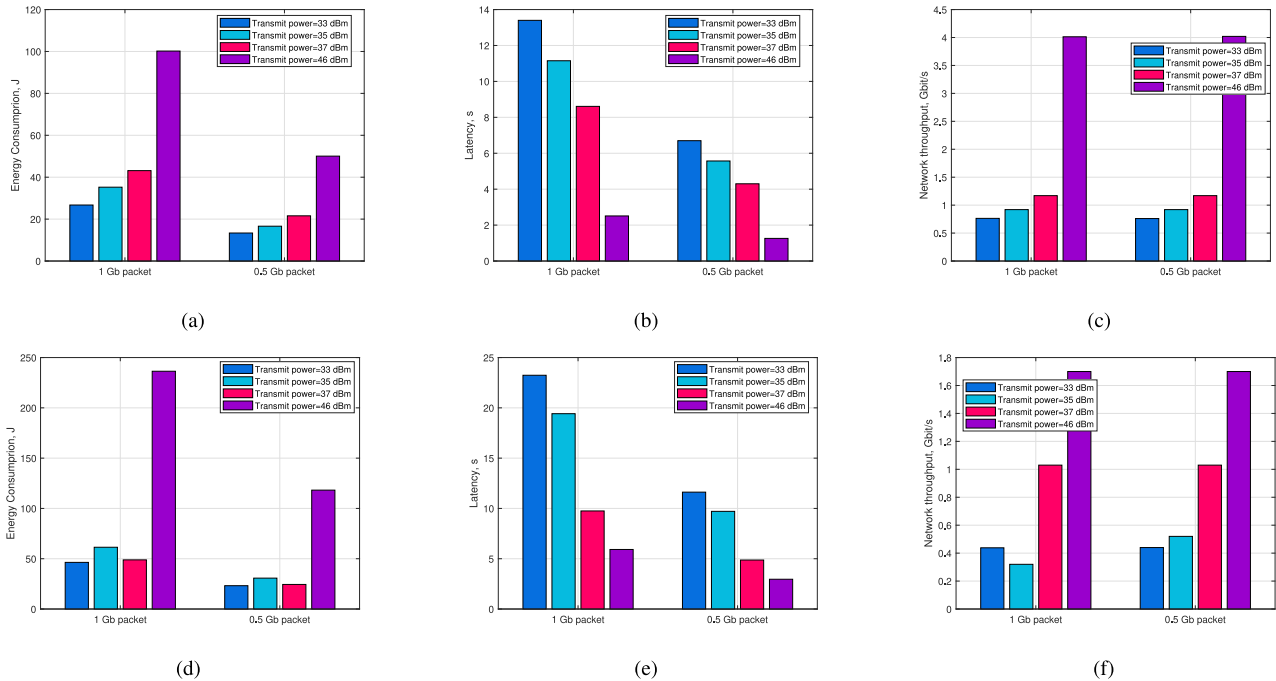 Energy Consumprion, J
120
100
80
60
40
20
0
1 Gb packet
0.5 Gb packet
Transmit power=33 dBm
Transmit power=35 dBm
Transmit power=37 dBm
Transmit power=46 dBm
(a)
Latency, s
14
12
10
8
6
4
2
0
1 Gb packet
0.5 Gb packet
Transmit power=33 dBm
Transmit power=35 dBm
Transmit power=37 dBm
Transmit power=46 dBm
(b)
Network throughput, Gbit/s
4.5
4
3.5
3
2.5
2
1.5
1
0.5
0
1 Gb packet
0.5 Gb packet
Transmit power=33 dBm
Transmit power=35 dBm
Transmit power=37 dBm
Transmit power=46 dBm
(c)
Energy Consumprion, J
250
200
150
100
50
0
1 Gb packet
0.5 Gb packet
Transmit power=33 dBm
Transmit power=35 dBm
Transmit power=37 dBm
Transmit power=46 dBm
(d)
Latency, s
25
20
15
10
5
0
1 Gb packet
0.5 Gb packet
Transmit power=33 dBm
Transmit power=35 dBm
Transmit power=37 dBm
Transmit power=46 dBm
(e)
Network throughput, Gbit/s
1.8
1.6
1.4
1.2
1
0.8
0.6
0.4
0.2
0
1 Gb packet
0.5 Gb packet
Transmit power=33 dBm
Transmit power=35 dBm
Transmit power=37 dBm
Transmit power=46 dBm
(f)